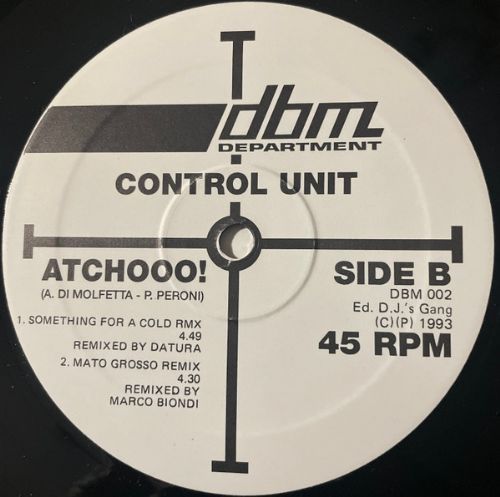 dbm
DEPARTMENT
CONTROL UNIT
ATCHOOO!
(A. DI MOLFETTA - P. PERONI)
1. SOMETHING FOR A COLD RMX
4.49
REMIXED BY DATURA
2. MATO GROSSO REMIX
4.30
REMIXED BY
MARCO BIONDI
SIDE B
DBM 002
Ed. D.J.'s Gang
(C)(P) 1993
45 RPM